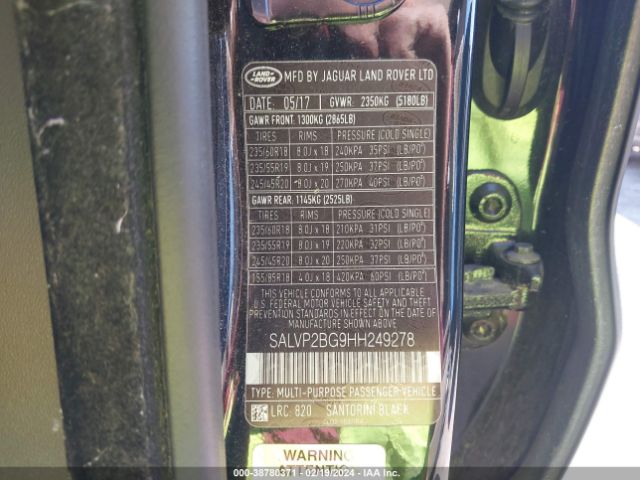 LAND-ROVER MFD BY JAGUAR LAND ROVER LTD
DATE: 05/17 GVWR: 2350KG (5180LB)
GAWR FRONT: 1300KG (2865LB)
TIRES RIMS PRESSURE (COLD SINGLE)
235/60R18 8.0J x 18 240KPA 35PSI (LB/PO²)
235/55R19 8.0J x 19 250KPA 37PSI (LB/PO²)
245/45R20 8.0J x 20 270KPA 40PSI (LB/PO²)
GAWR REAR: 1145KG (2525LB)
TIRES RIMS PRESSURE (COLD SINGLE)
235/60R18 8.0J x 18 210KPA 31PSI (LB/PO²)
235/55R19 8.0J x 19 220KPA 32PSI (LB/PO²)
245/45R20 8.0J x 20 250KPA 37PSI (LB/PO²)
155/85R18 4.0J x 18 420KPA 60PSI (LB/PO²)
THIS VEHICLE CONFORMS TO ALL APPLICABLE
U.S. FEDERAL MOTOR VEHICLE SAFETY AND THEFT
PREVENTION STANDARDS IN EFFECT ON THE DATE
OF MANUFACTURE SHOWN ABOVE.
SALVP2BG9HH249278
TYPE: MULTI-PURPOSE PASSENGER VEHICLE
LRC: 820 SANTORINI BLACK
WARNING
ATTENTION
00-38780371 - 02/19/2024 - IAA